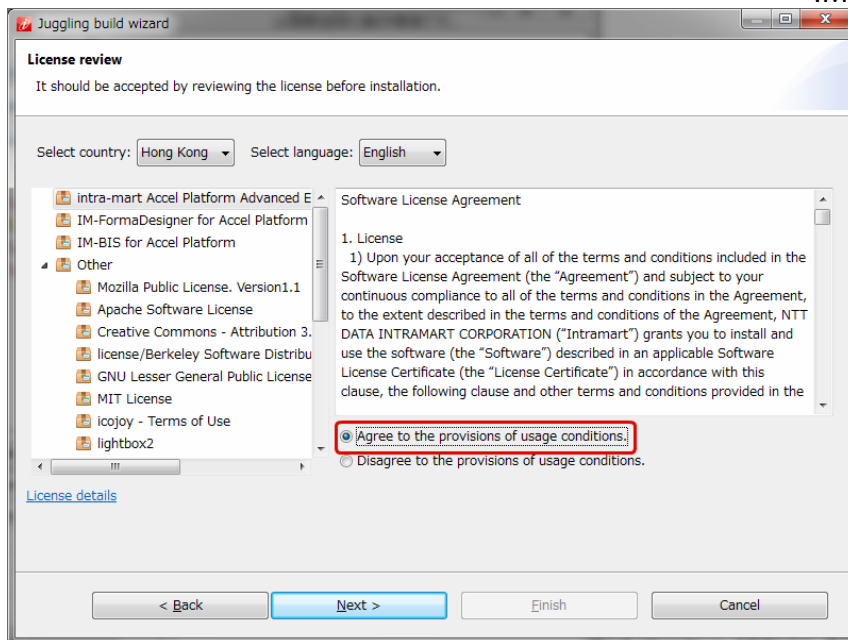 Juggling build wizard
License review
It should be accepted by reviewing the license before installation.
Select country: Hong Kong Select language: English
intra-mart Accel Platform Advanced E
IM-FormaDesigner for Accel Platform
IM-BIS for Accel Platform
Other
Mozilla Public License. Version1.1
Apache Software License
Creative Commons - Attribution 3.
license/Berkeley Software Distribu
GNU Lesser General Public License
MIT License
icojoy - Terms of Use
lightbox2
Software License Agreement
1. License
1) Upon your acceptance of all of the terms and conditions included in the
Software License Agreement (the “Agreement”) and subject to your
continuous compliance to all of the terms and conditions in the Agreement,
to the extent described in the terms and conditions of the Agreement, NTT
DATA INTRAMART CORPORATION (“Intramart”) grants you to install and
use the software (the “Software”) described in an applicable Software
License Certificate (the “License Certificate”) in accordance with this
clause, the following clause and other terms and conditions provided in the
Agree to the provisions of usage conditions.
Disagree to the provisions of usage conditions.
License details
< Back Next > Finish Cancel